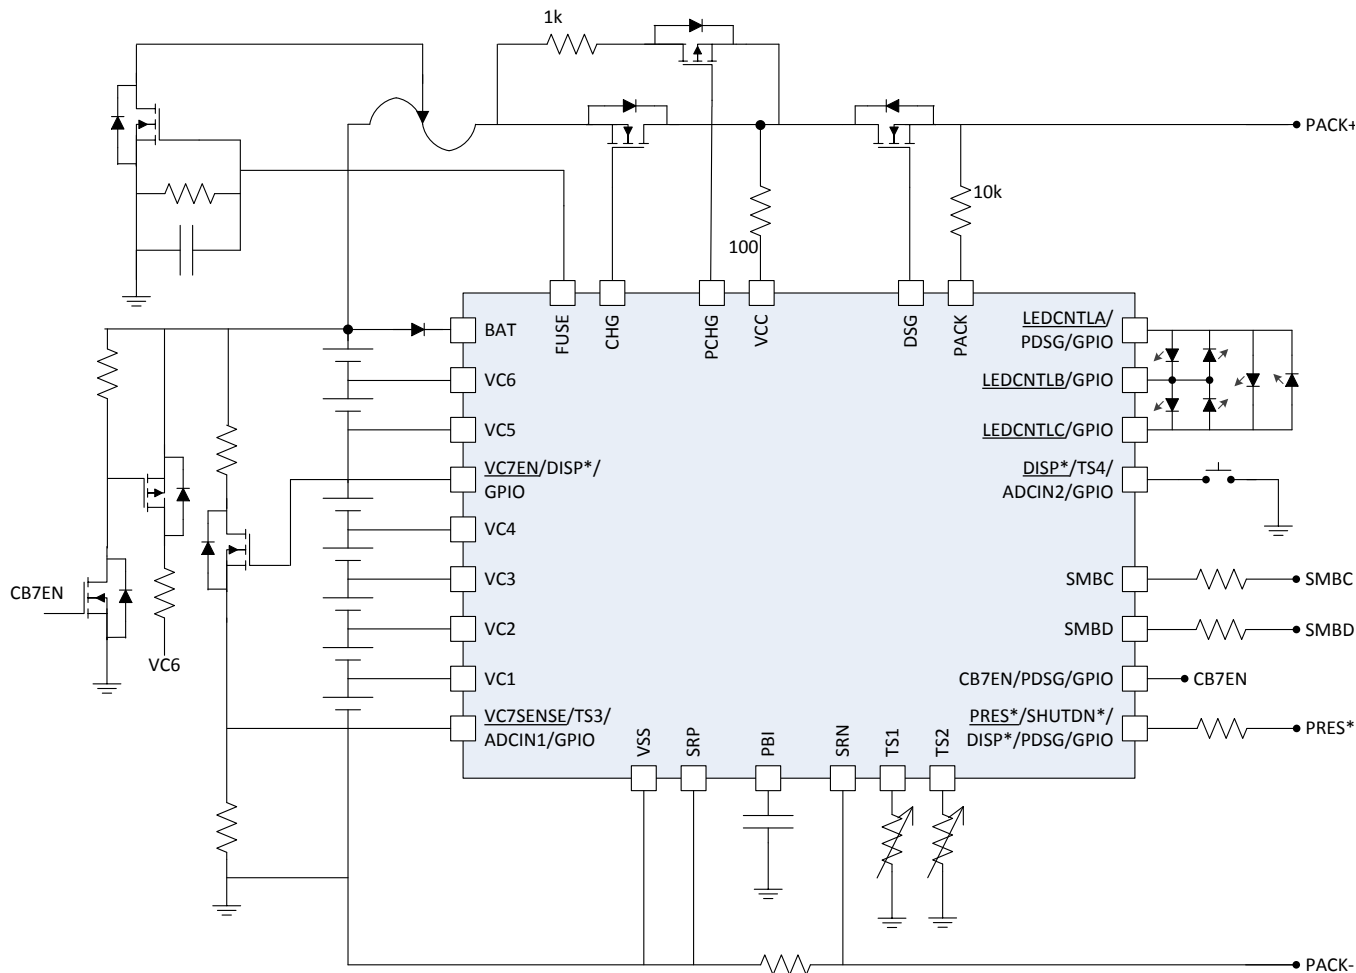 1k
PACK+
10k
100
FUSE
CHG
PCHG
VCC
DSG
PACK
BAT
VC6
VC5
VC7EN/DISP*/
GPIO
VC4
VC3
VC2
VC1
VC7SENSE/TS3/
ADCIN1/GPIO
LEDCNTLA/
PDSG/GPIO
LEDCNTLB/GPIO
LEDCNTLC/GPIO
DISP*/TS4/
ADCIN2/GPIO
SMBC
SMBC
SMBD
SMBD
CB7EN/PDSG/GPIO
CB7EN
PRES*/SHUTDN*/
DISP*/PDSG/GPIO
PRES*
CB7EN
VC6
VSS
SRP
PBI
SRN
TS1
TS2
PACK-